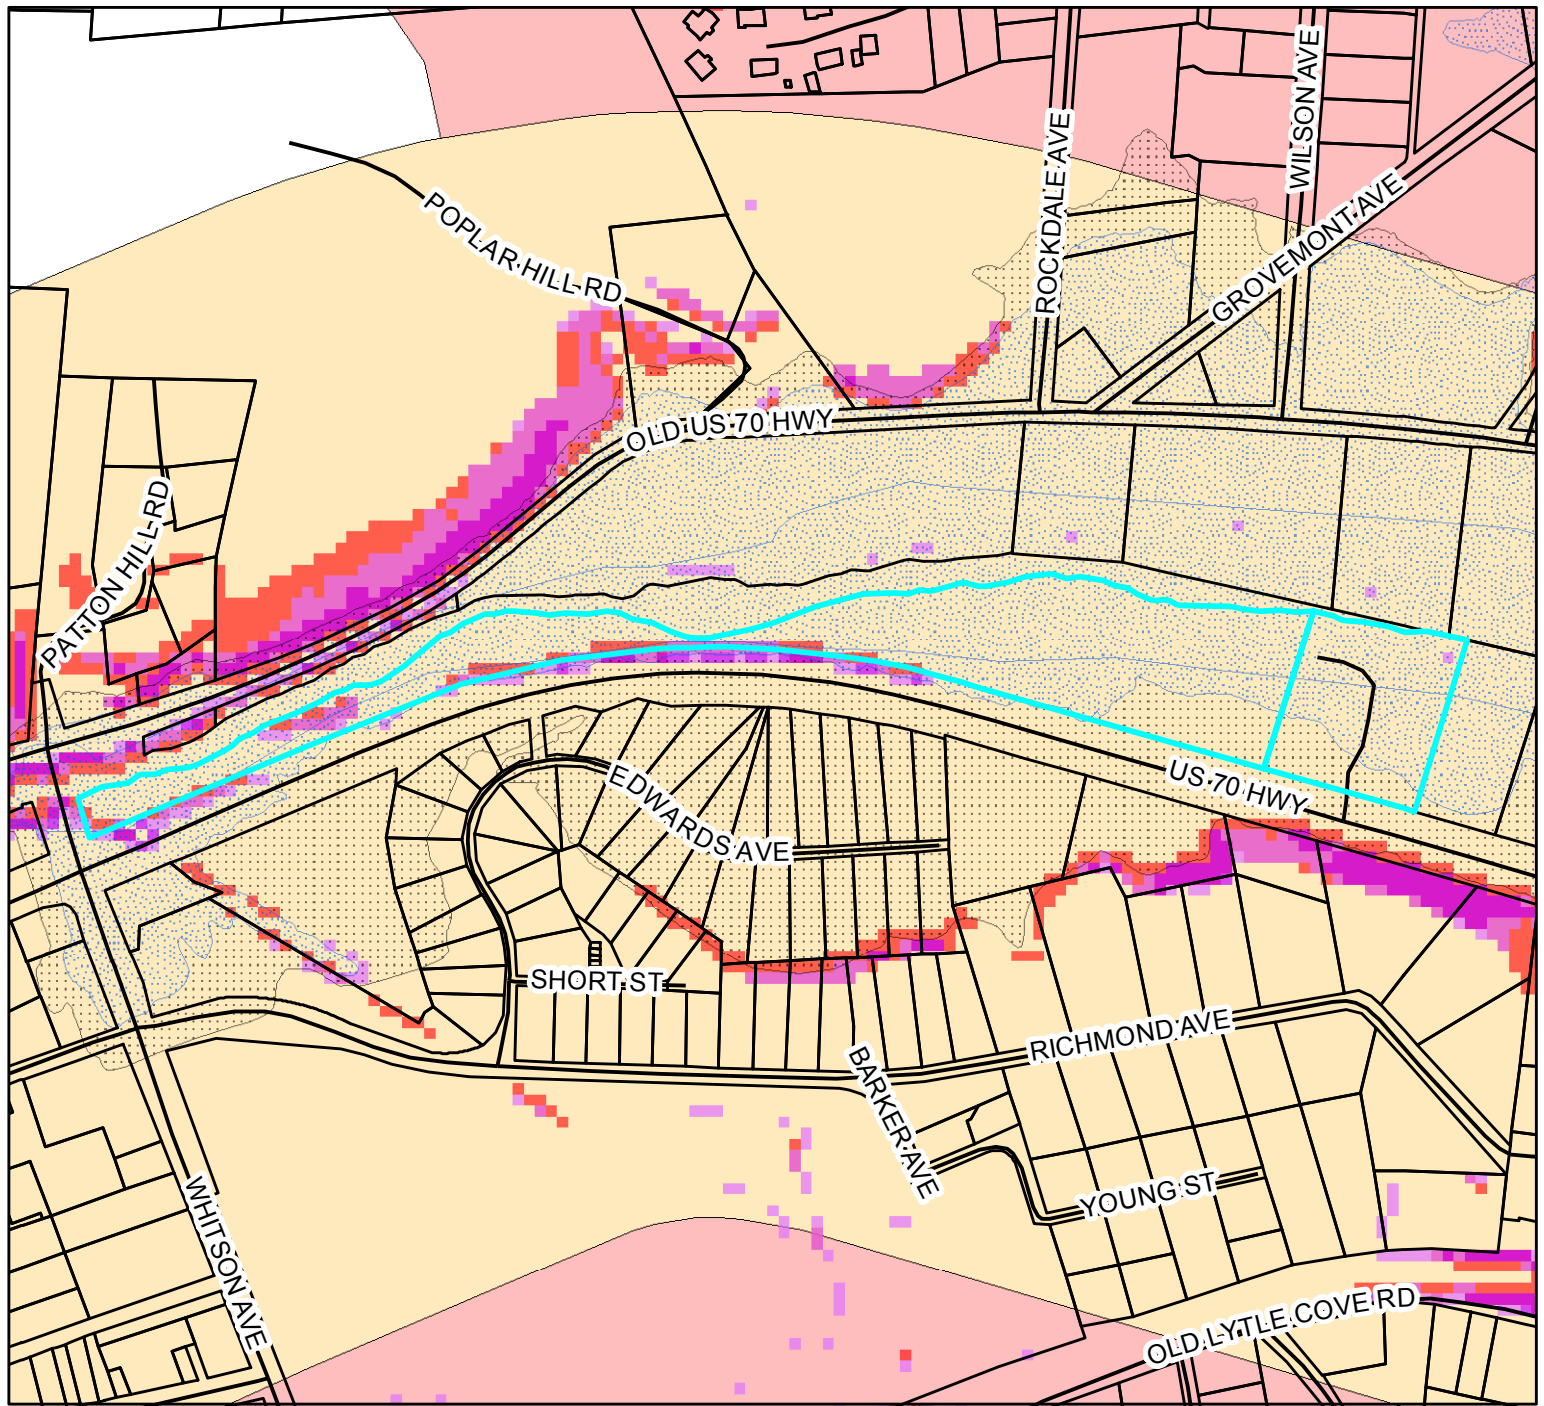 WILSON AVE
ROCKDALE AVE
GROVEMONT AVE
POPLAR HILL RD
OLD US 70 HWY
PATTON HILL RD
US 70 HWY
EDWARDS AVE
SHORT ST
RICHMOND AVE
BARKER AVE
YOUNG ST
WHITSON AVE
OLD LYTLE COVE RD